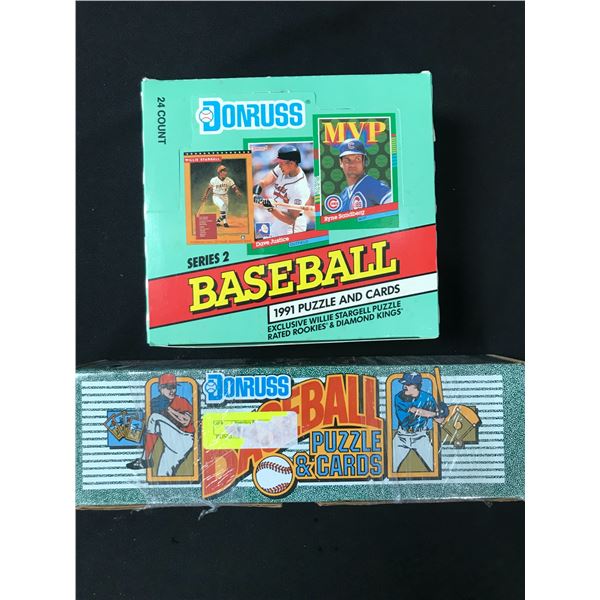 24 COUNT
DONRUSS
WILLIE STARGELL
Dave Justice
MVP
Ryne Sandberg
SERIES 2
BASEBALL
1991 PUZZLE AND CARDS
EXCLUSIVE WILLIE STARGELL PUZZLE
RATED ROOKIES & DIAMOND KINGS
DONRUSS
BASEBALL
PUZZLE
& CARDS